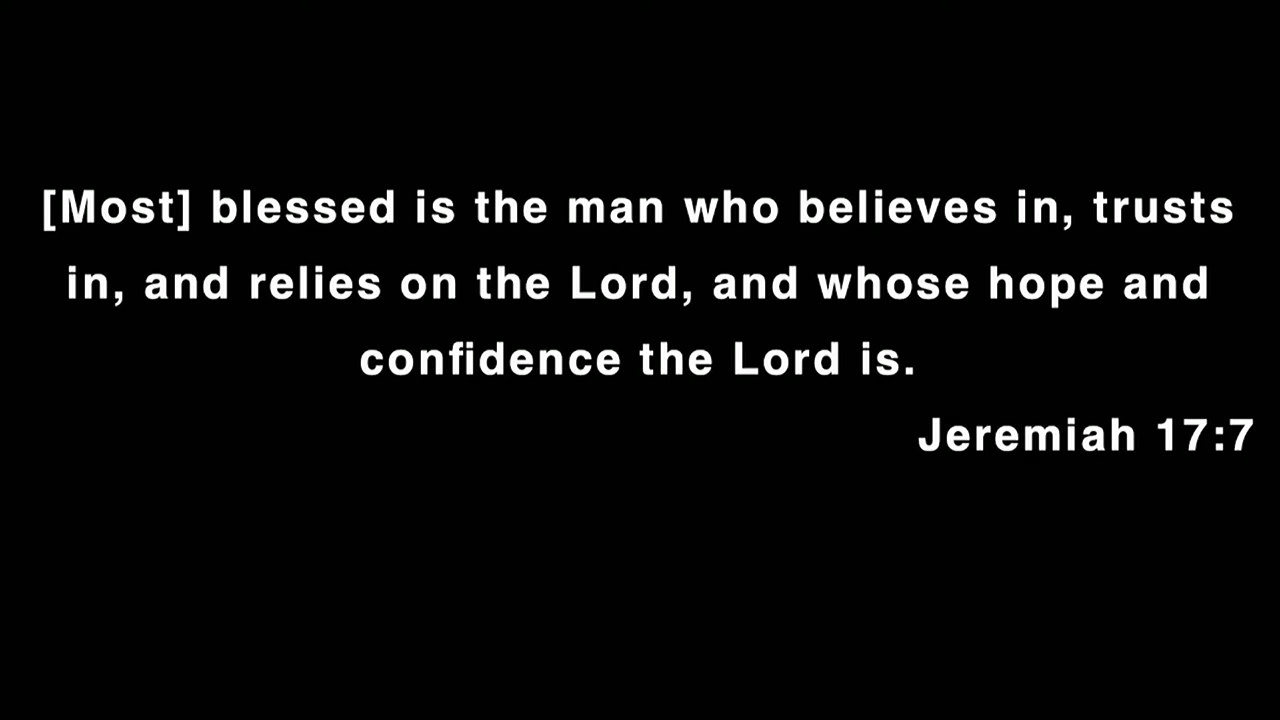 [Most] blessed is the man who believes in, trusts
in, and relies on the Lord, and whose hope and
confidence the Lord is.
Jeremiah 17:7